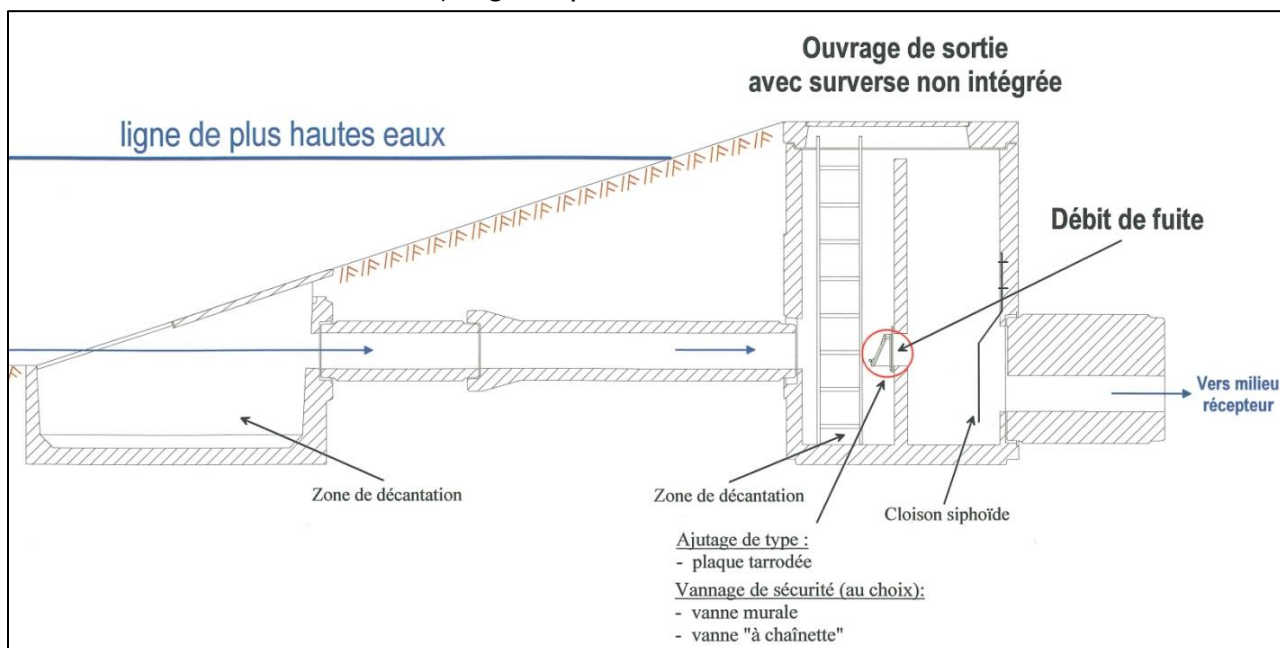 Ouvrage de sortie
avec surverse non intégrée
ligne de plus hautes eaux
Débit de fuite
Vers milieu
récepteur
Zone de décantation
Zone de décantation
Cloison siphoïde
Ajutage de type :
- plaque tarrodée
Vannage de sécurité (au choix):
- vanne murale
- vanne "à chaînette"